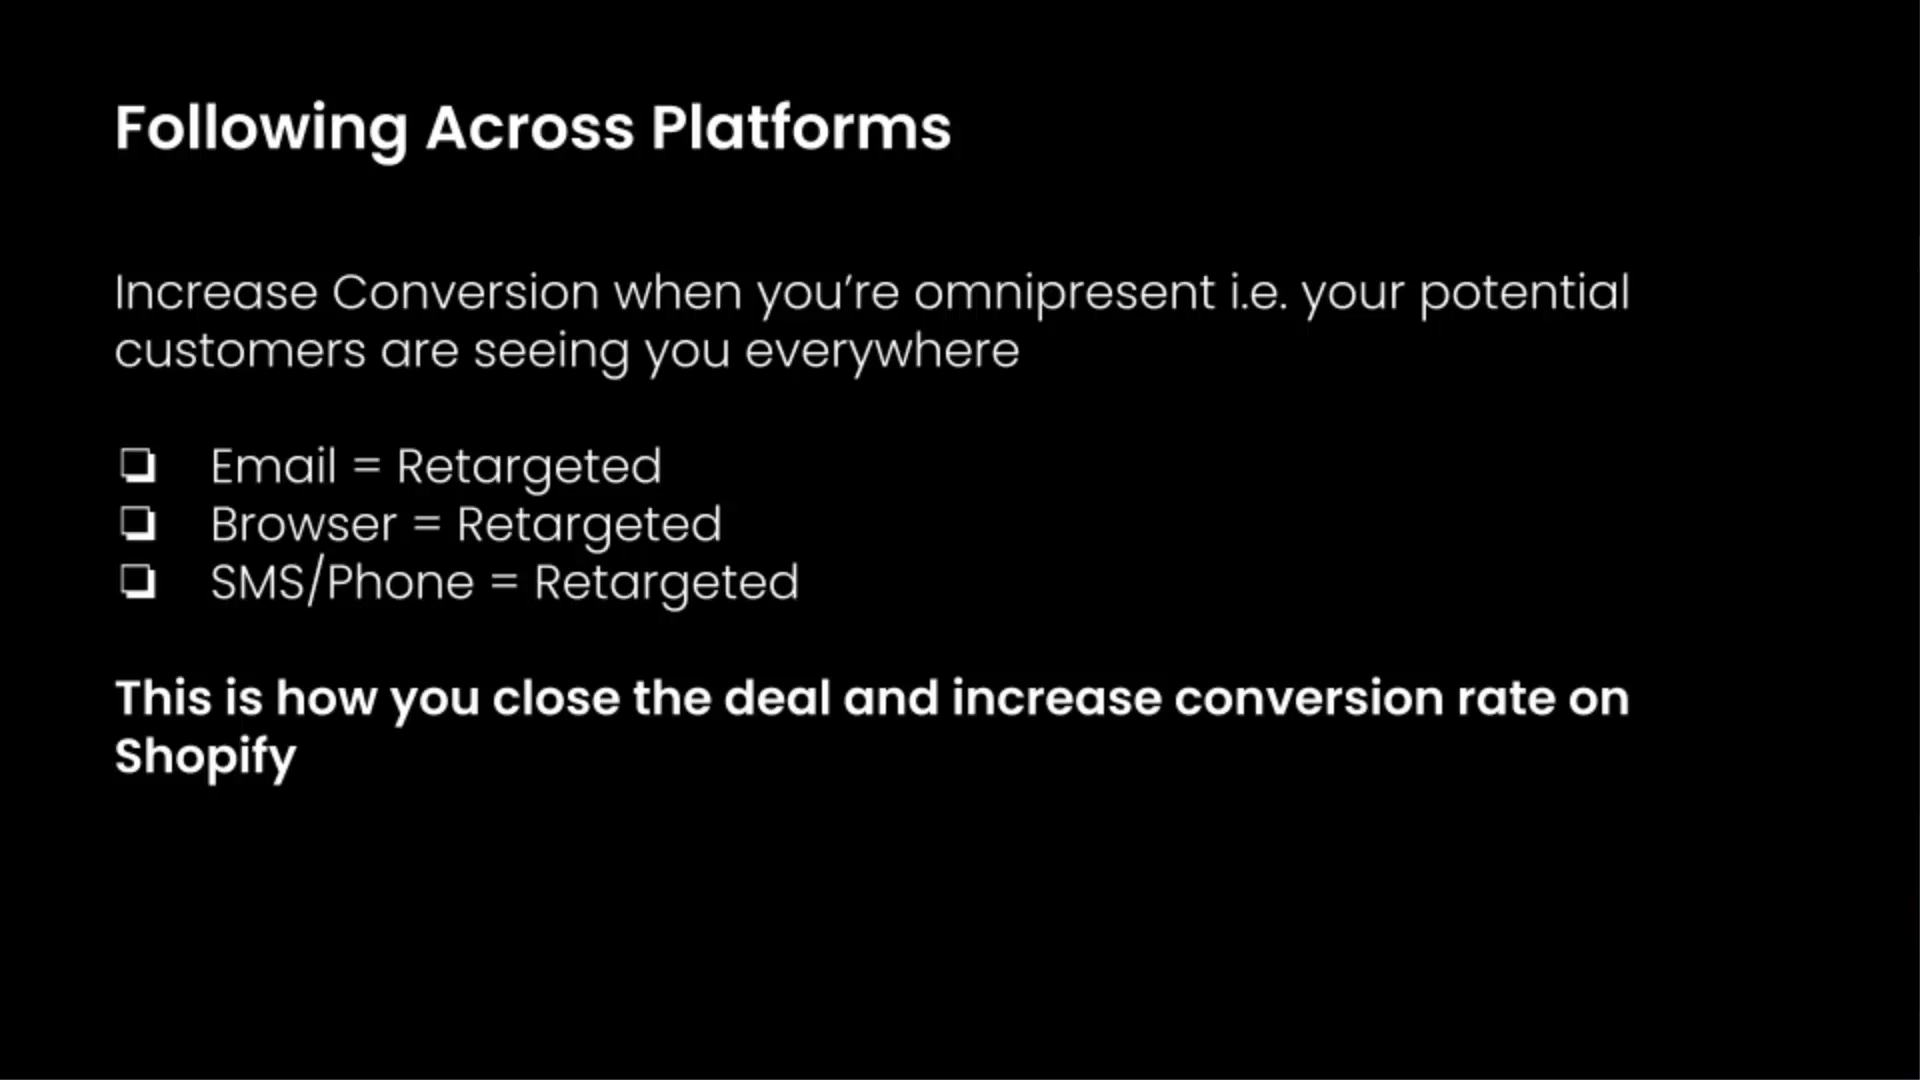 Following Across Platforms
Increase Conversion when you’re omnipresent i.e. your potential
customers are seeing you everywhere
❏ Email = Retargeted
❏ Browser = Retargeted
❏ SMS/Phone = Retargeted
This is how you close the deal and increase conversion rate on
Shopify